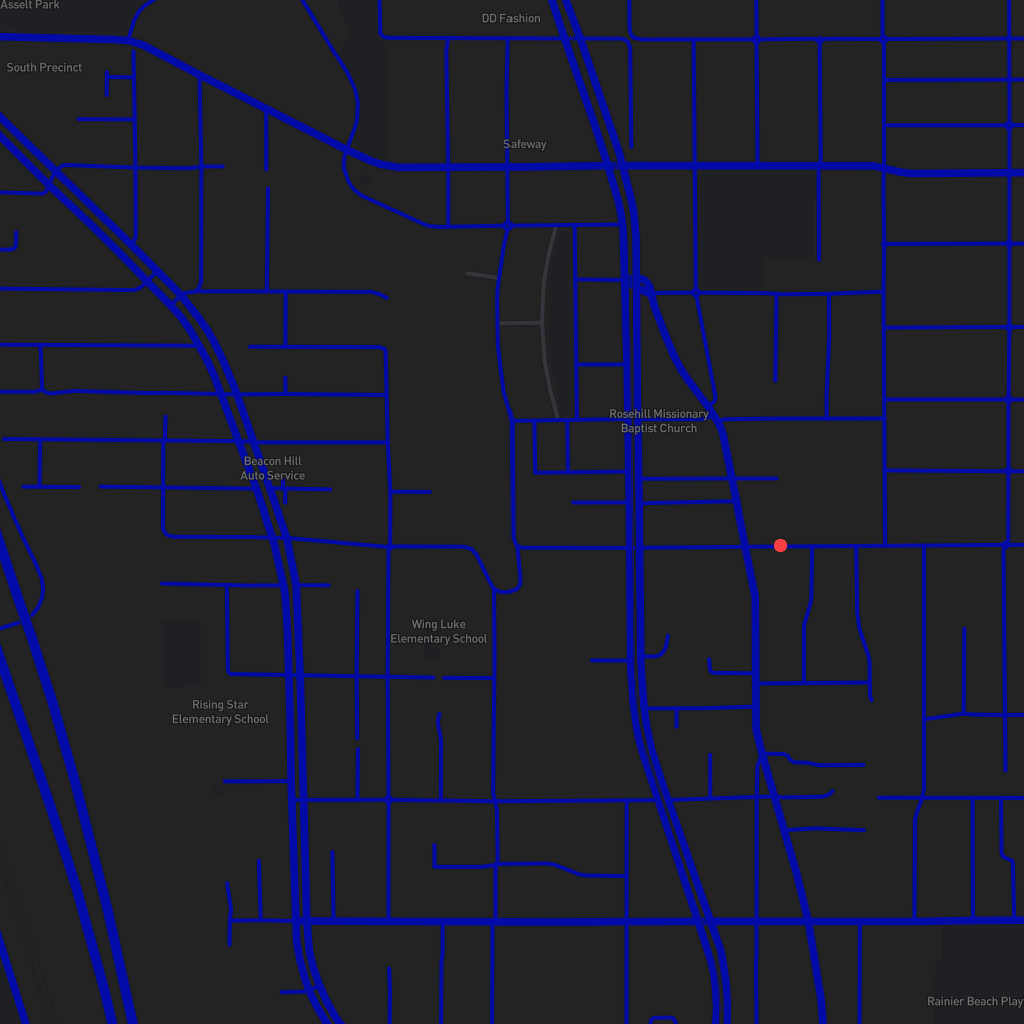 Asselt Park
DD Fashion
South Precinct
Safeway
Rosehill Missionary
Baptist Church
Beacon Hill
Auto Service
Wing Luke
Elementary School
Rising Star
Elementary School
Rainier Beach Play